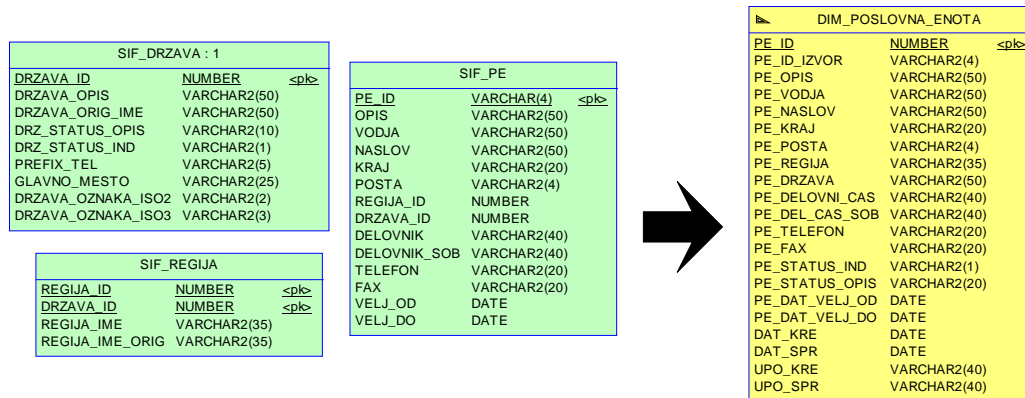 SIF_DRZAVA : 1
DRZAVA_ID NUMBER <pk>
DRZAVA_OPIS VARCHAR2(50)
DRZAVA_ORIG_IME VARCHAR2(50)
DRZ_STATUS_OPIS VARCHAR2(10)
DRZ_STATUS_IND VARCHAR2(1)
PREFIX_TEL VARCHAR2(5)
GLAVNO_MESTO VARCHAR2(25)
DRZAVA_OZNAKA_ISO2 VARCHAR2(2)
DRZAVA_OZNAKA_ISO3 VARCHAR2(3)
SIF_REGIJA
REGIJA_ID NUMBER <pk>
DRZAVA_ID NUMBER <pk>
REGIJA_IME VARCHAR2(35)
REGIJA_IME_ORIG VARCHAR2(35)
SIF_PE
PE_ID VARCHAR(4) <pk>
OPIS VARCHAR2(50)
VODJA VARCHAR2(50)
NASLOV VARCHAR2(50)
KRAJ VARCHAR2(20)
POSTA VARCHAR2(4)
REGIJA_ID NUMBER
DRZAVA_ID NUMBER
DELOVNIK VARCHAR2(40)
DELOVNIK_SOB VARCHAR2(40)
TELEFON VARCHAR2(20)
FAX VARCHAR2(20)
VELJ_OD DATE
VELJ_DO DATE
DIM_POSLOVNA_ENOTA
PE_ID NUMBER <pk>
PE_ID_IZVOR VARCHAR2(4)
PE_OPIS VARCHAR2(50)
PE_VODJA VARCHAR2(50)
PE_NASLOV VARCHAR2(50)
PE_KRAJ VARCHAR2(20)
PE_POSTA VARCHAR2(4)
PE_REGIJA VARCHAR2(35)
PE_DRZAVA VARCHAR2(50)
PE_DELOVNI_CAS VARCHAR2(40)
PE_DEL_CAS_SOB VARCHAR2(40)
PE_TELEFON VARCHAR2(20)
PE_FAX VARCHAR2(20)
PE_STATUS_IND VARCHAR2(1)
PE_STATUS_OPIS VARCHAR2(20)
PE_DAT_VELJ_OD DATE
PE_DAT_VELJ_DO DATE
DAT_KRE DATE
DAT_SPR DATE
UPO_KRE VARCHAR2(40)
UPO_SPR VARCHAR2(40)